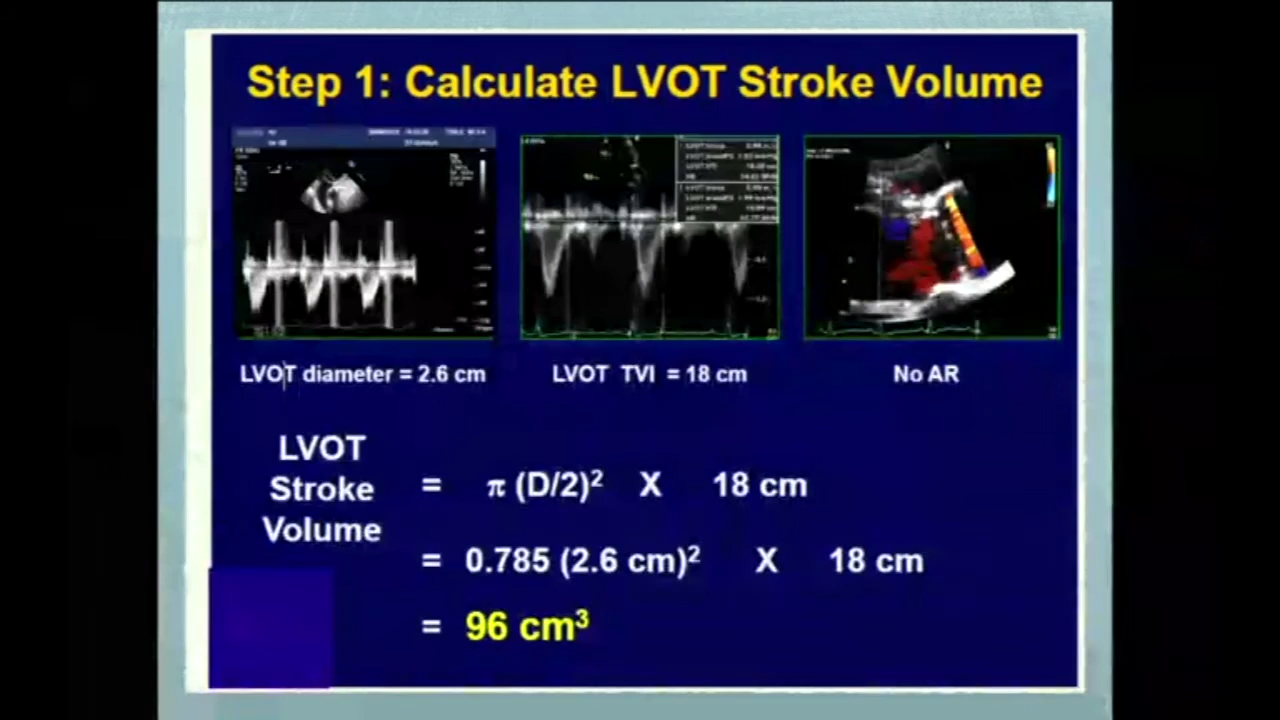 Step 1: Calculate LVOT Stroke Volume
LVOT diameter = 2.6 cm
LVOT TVI = 18 cm
No AR
LVOT
Stroke
Volume
= π (D/2)² X 18 cm
= 0.785 (2.6 cm)² X 18 cm
= 96 cm³